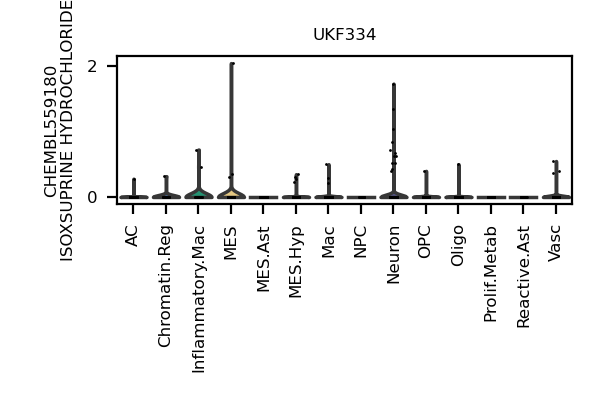 UKF334
CHEMBL559180
ISOXSUPRINE HYDROCHLORIDE
2
0
AC
Chromatin.Reg
Inflammatory.Mac
MES
MES.Ast
MES.Hyp
Mac
NPC
Neuron
OPC
Oligo
Prolif.Metab
Reactive.Ast
Vasc